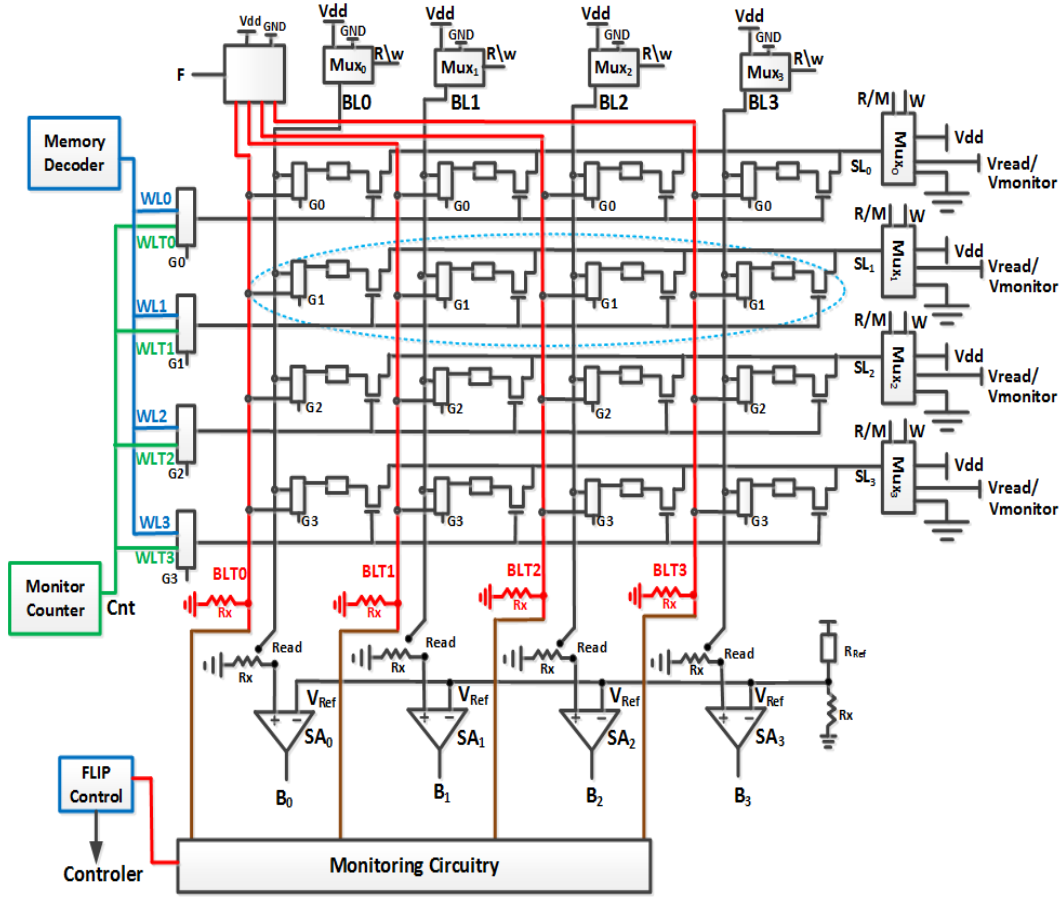 Vdd GND
F
Vdd
GND
Mux0
R\w
BL0
Vdd
GND
Mux1
R\w
BL1
Vdd
GND
Mux2
R\w
BL2
Vdd
GND
Mux3
R\w
BL3
Memory
Decoder
WL0
WLT0
G0
G0
G0
G0
G0
SL0
R/M
W
MuxO
Vdd
Vread/
Vmonitor
WL1
WLT1
G1
G1
G1
G1
G1
SL1
R/M
W
Mux1
Vdd
Vread/
Vmonitor
WL2
WLT2
G2
G2
G2
G2
G2
SL2
R/M
W
Mux2
Vdd
Vread/
Vmonitor
WL3
WLT3
G3
G3
G3
G3
G3
SL3
R/M
W
Mux3
Vdd
Vread/
Vmonitor
Monitor
Counter
Cnt
BLT0
Rx
BLT1
Rx
BLT2
Rx
BLT3
Rx
Read
Rx
Read
Rx
Read
Rx
Read
Rx
RRef
Rx
VRef
VRef
VRef
VRef
+ -
SA0
+ -
SA1
+ -
SA2
+ -
SA3
B0
B1
B2
B3
FLIP
Control
Controler
Monitoring Circuitry